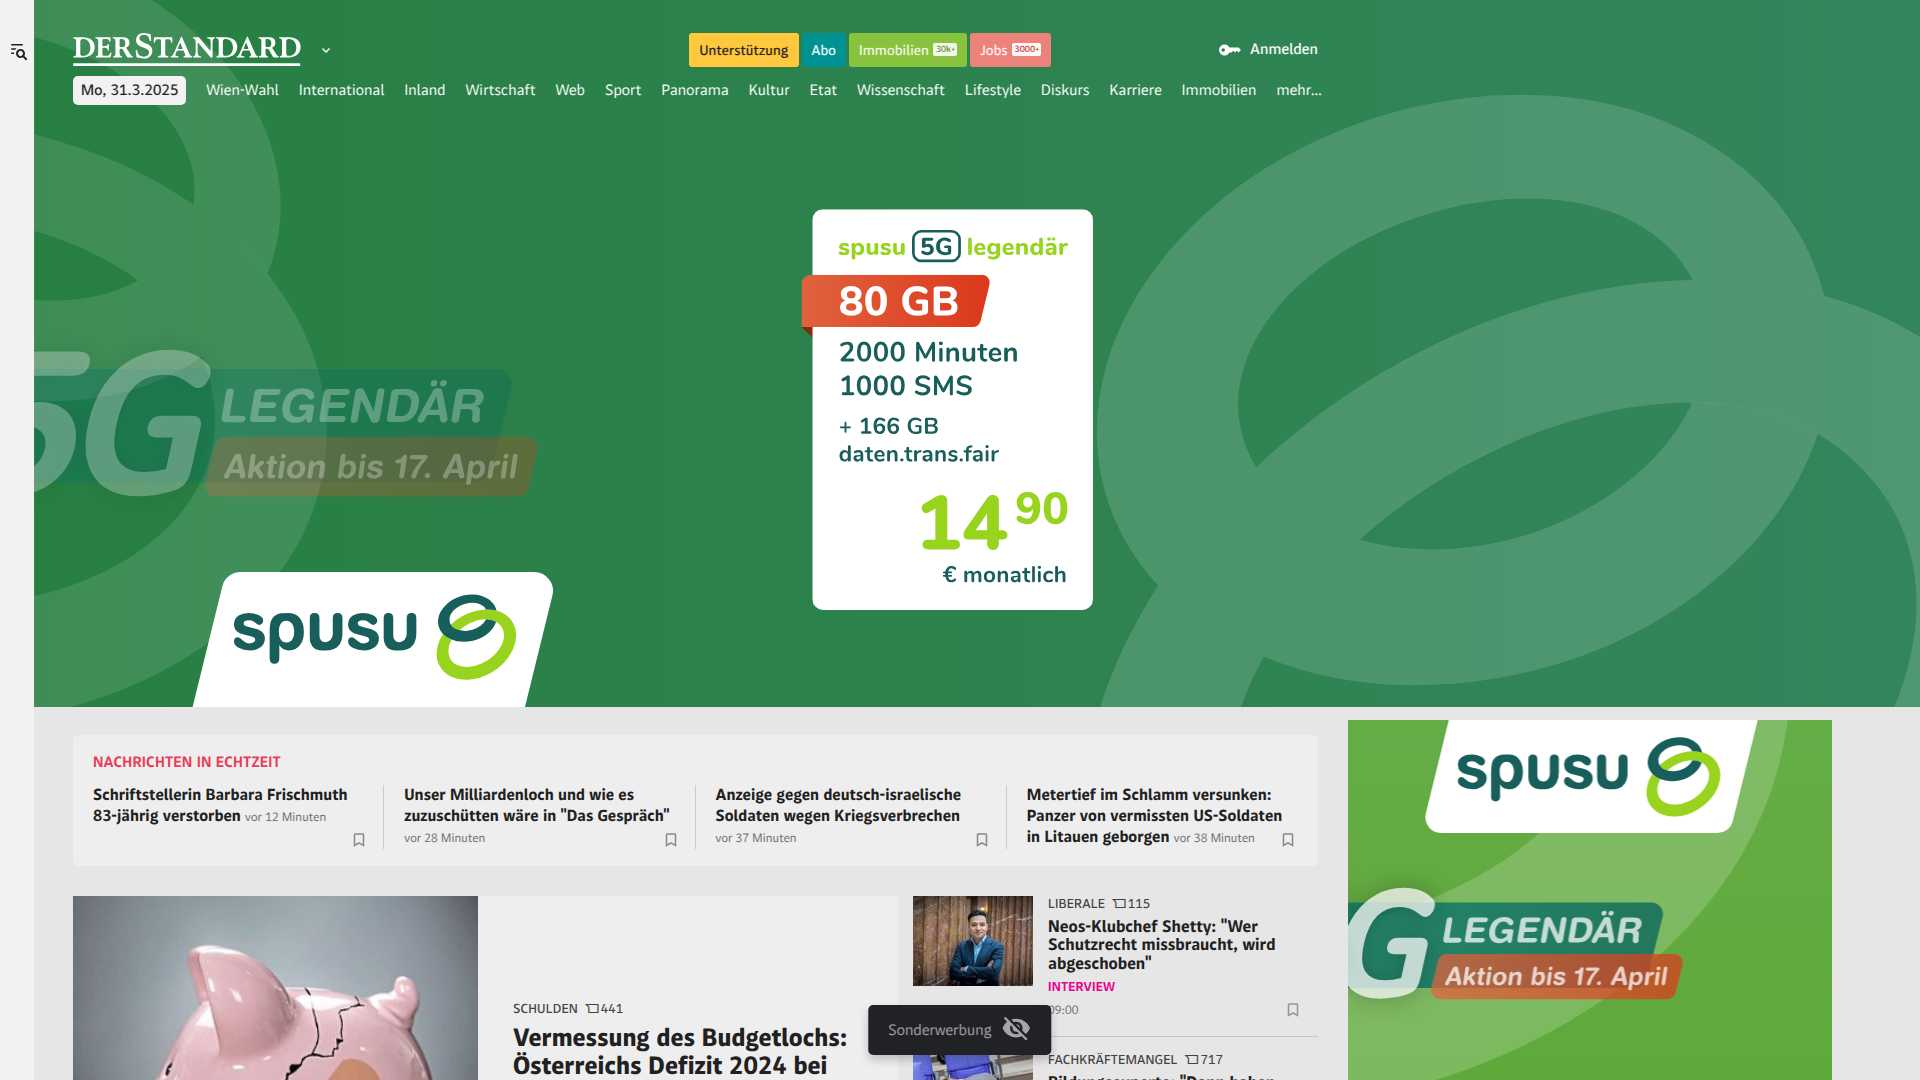 DERSTANDARD
Unterstützung
Abo
Immobilien 30k+
Jobs 3000+
Anmelden
Mo, 31.3.2025
Wien-Wahl
International
Inland
Wirtschaft
Web
Sport
Panorama
Kultur
Etat
Wissenschaft
Lifestyle
Diskurs
Karriere
Immobilien
mehr...
spusu 5G legendär
80 GB
2000 Minuten
1000 SMS
+ 166 GB
daten.trans.fair
14 90
€ monatlich
5G LEGENDÄR
Aktion bis 17. April
spusu
NACHRICHTEN IN ECHTZEIT
Schriftstellerin Barbara Frischmuth
83-jährig verstorben vor 12 Minuten
Unser Milliardenloch und wie es
zuzuschütten wäre in "Das Gespräch"
vor 28 Minuten
Anzeige gegen deutsch-israelische
Soldaten wegen Kriegsverbrechen
vor 37 Minuten
Metertief im Schlamm versunken:
Panzer von vermissten US-Soldaten
in Litauen geborgen vor 38 Minuten
SCHULDEN 441
Vermessung des Budgetlochs:
Österreichs Defizit 2024 bei
LIBERALE 115
Neos-Klubchef Shetty: "Wer
Schutzrecht missbraucht, wird
abgeschoben"
INTERVIEW
09:00
FACHKRÄFTEMANGEL 717
Sonderwerbung
spusu
G LEGENDÄR
Aktion bis 17. April